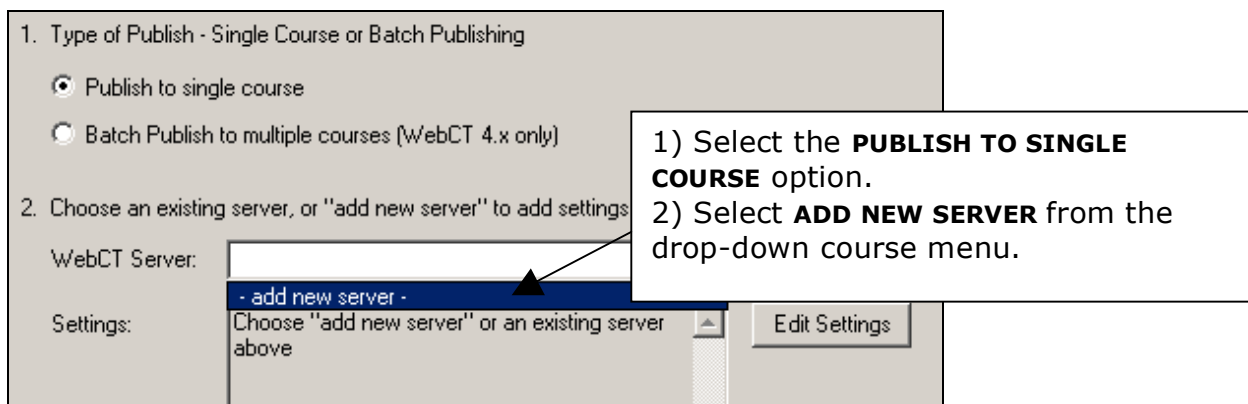 1. Type of Publish - Single Course or Batch Publishing
Publish to single course
Batch Publish to multiple courses (WebCT 4.x only)
1) Select the PUBLISH TO SINGLE
COURSE option.
2) Select ADD NEW SERVER from the
drop-down course menu.
2. Choose an existing server, or "add new server" to add settings
WebCT Server:
- add new server -
Settings:
Choose "add new server" or an existing server
above
Edit Settings